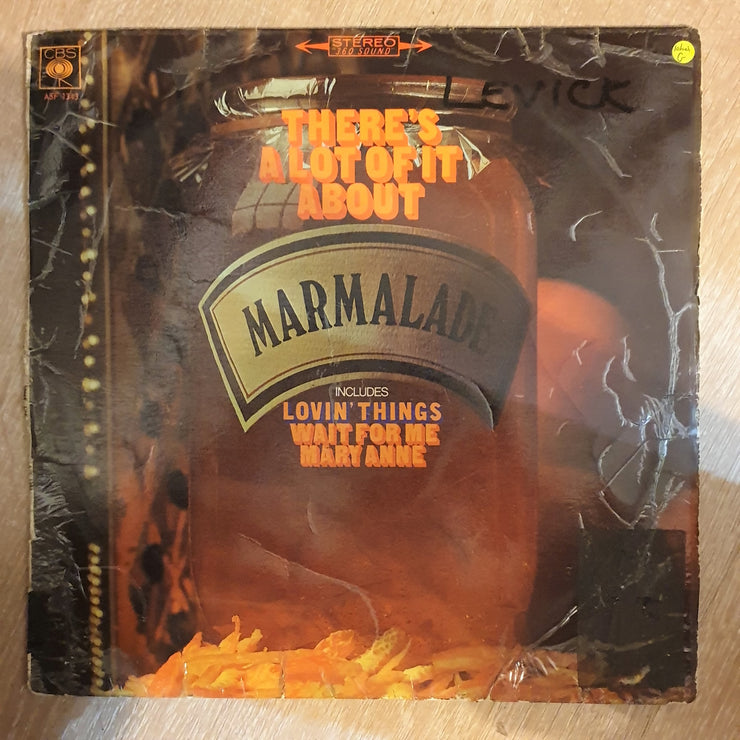 CBS
STEREO
360 SOUND
LEVICK
THERE'S
A LOT OF IT
ABOUT
MARMALADE
INCLUDES
LOVIN' THINGS
WAIT FOR ME
MARY ANNE